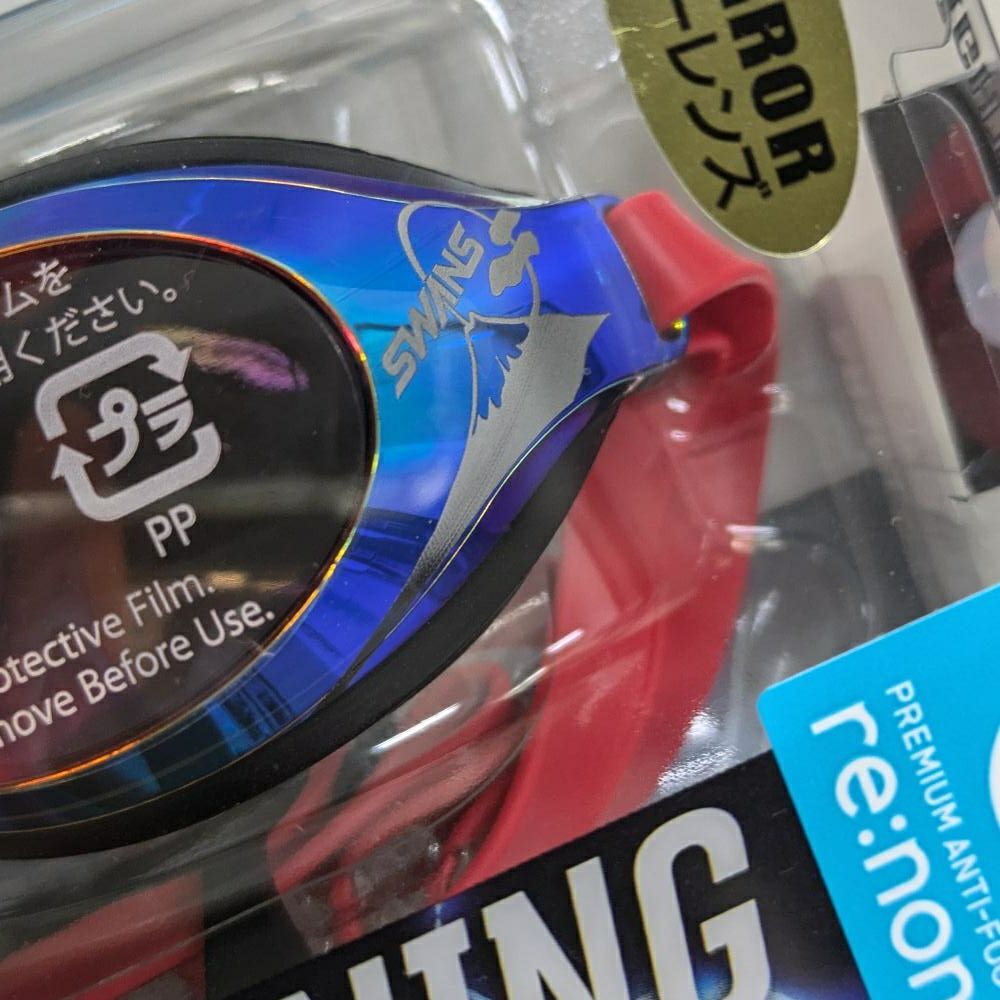 RROR
ーレンズ
SWANS
ムを
用ください。
プラ
PP
otective Film.
move Before Use.
PREMIUM ANTI-FO
re:non
NING